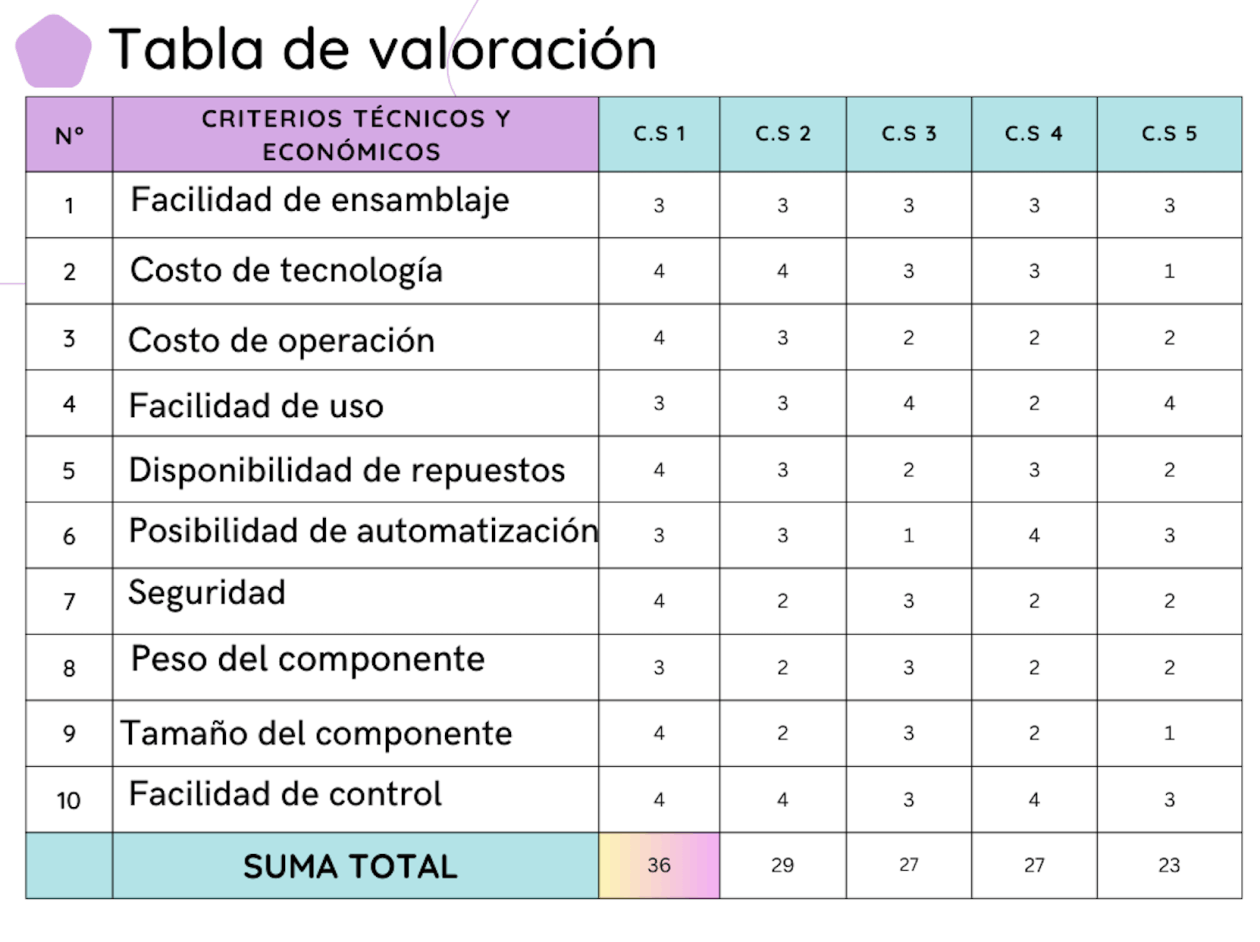 Tabla de valoración
Nº CRITERIOS TÉCNICOS Y ECONÓMICOS C.S 1 C.S 2 C.S 3 C.S 4 C.S 5
1 Facilidad de ensamblaje 3 3 3 3 3
2 Costo de tecnología 4 4 3 3 1
3 Costo de operación 4 3 2 2 2
4 Facilidad de uso 3 3 4 2 4
5 Disponibilidad de repuestos 4 3 2 3 2
6 Posibilidad de automatización 3 3 1 4 3
7 Seguridad 4 2 3 2 2
8 Peso del componente 3 2 3 2 2
9 Tamaño del componente 4 2 3 2 1
10 Facilidad de control 4 4 3 4 3
SUMA TOTAL 36 29 27 27 23